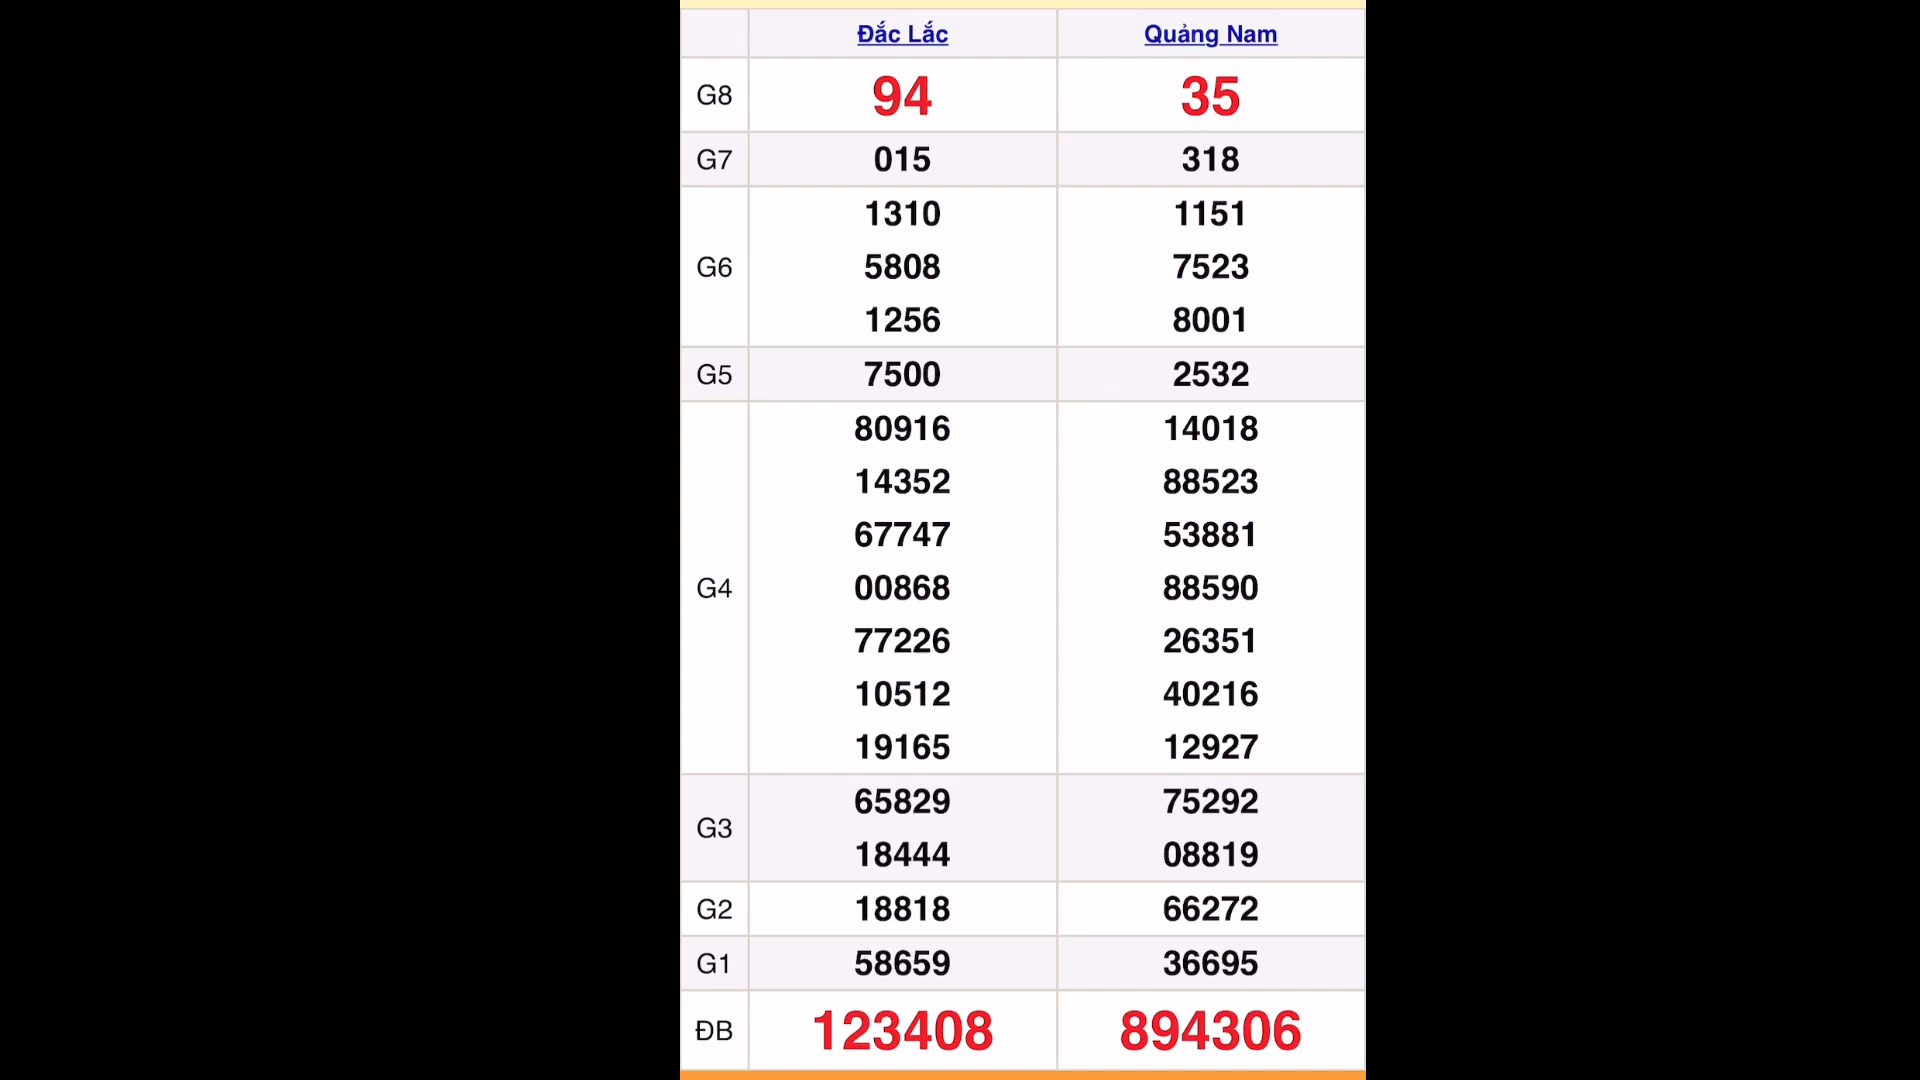 Đắc Lắc Quảng Nam
G8 94 35
G7 015 318
1310 1151
G6 5808 7523
1256 8001
G5 7500 2532
80916 14018
14352 88523
67747 53881
G4 00868 88590
77226 26351
10512 40216
19165 12927
65829 75292
G3
18444 08819
G2 18818 66272
G1 58659 36695
ĐB 123408 894306